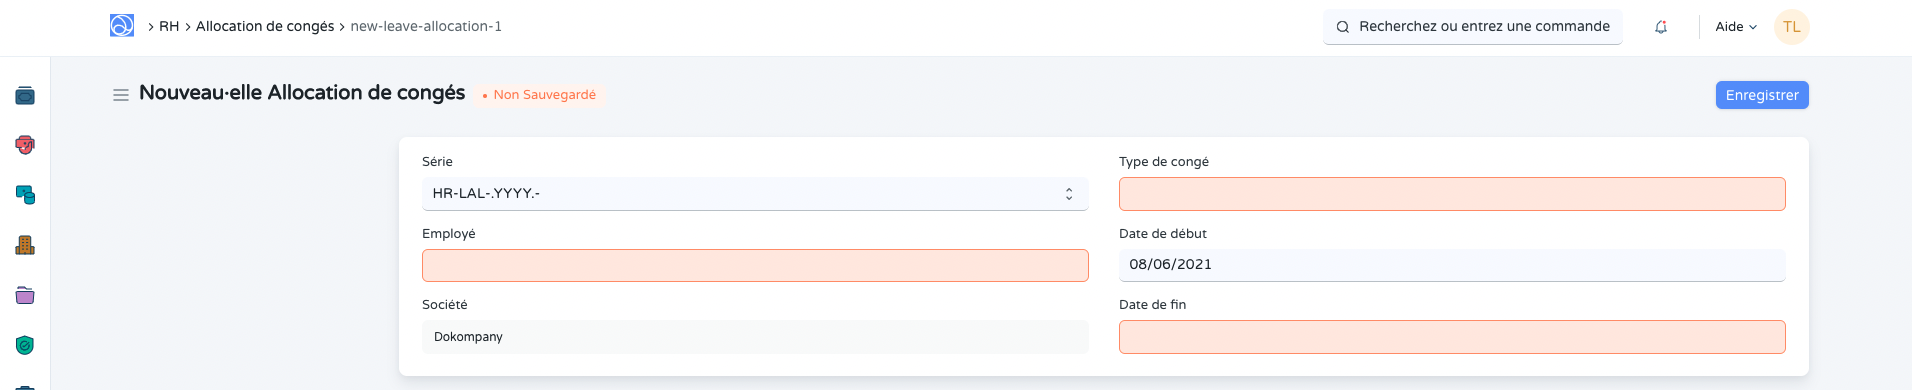 RH > Allocation de congés > new-leave-allocation-1
Recherchez ou entrez une commande
Aide
TL
Nouveau·elle Allocation de congés
• Non Sauvegardé
Enregistrer
Série
HR-LAL-.YYYY.-
Employé
Société
Dokompany
Type de congé
Date de début
08/06/2021
Date de fin